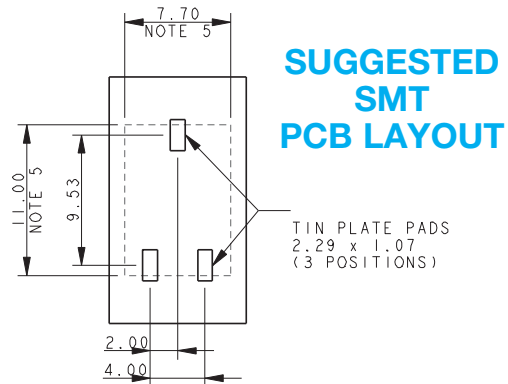 7.70
NOTE 5
SUGGESTED
SMT
PCB LAYOUT
11.00
NOTE 5
9.53
TIN PLATE PADS
2.29 x 1.07
(3 POSITIONS)
2.00
4.00